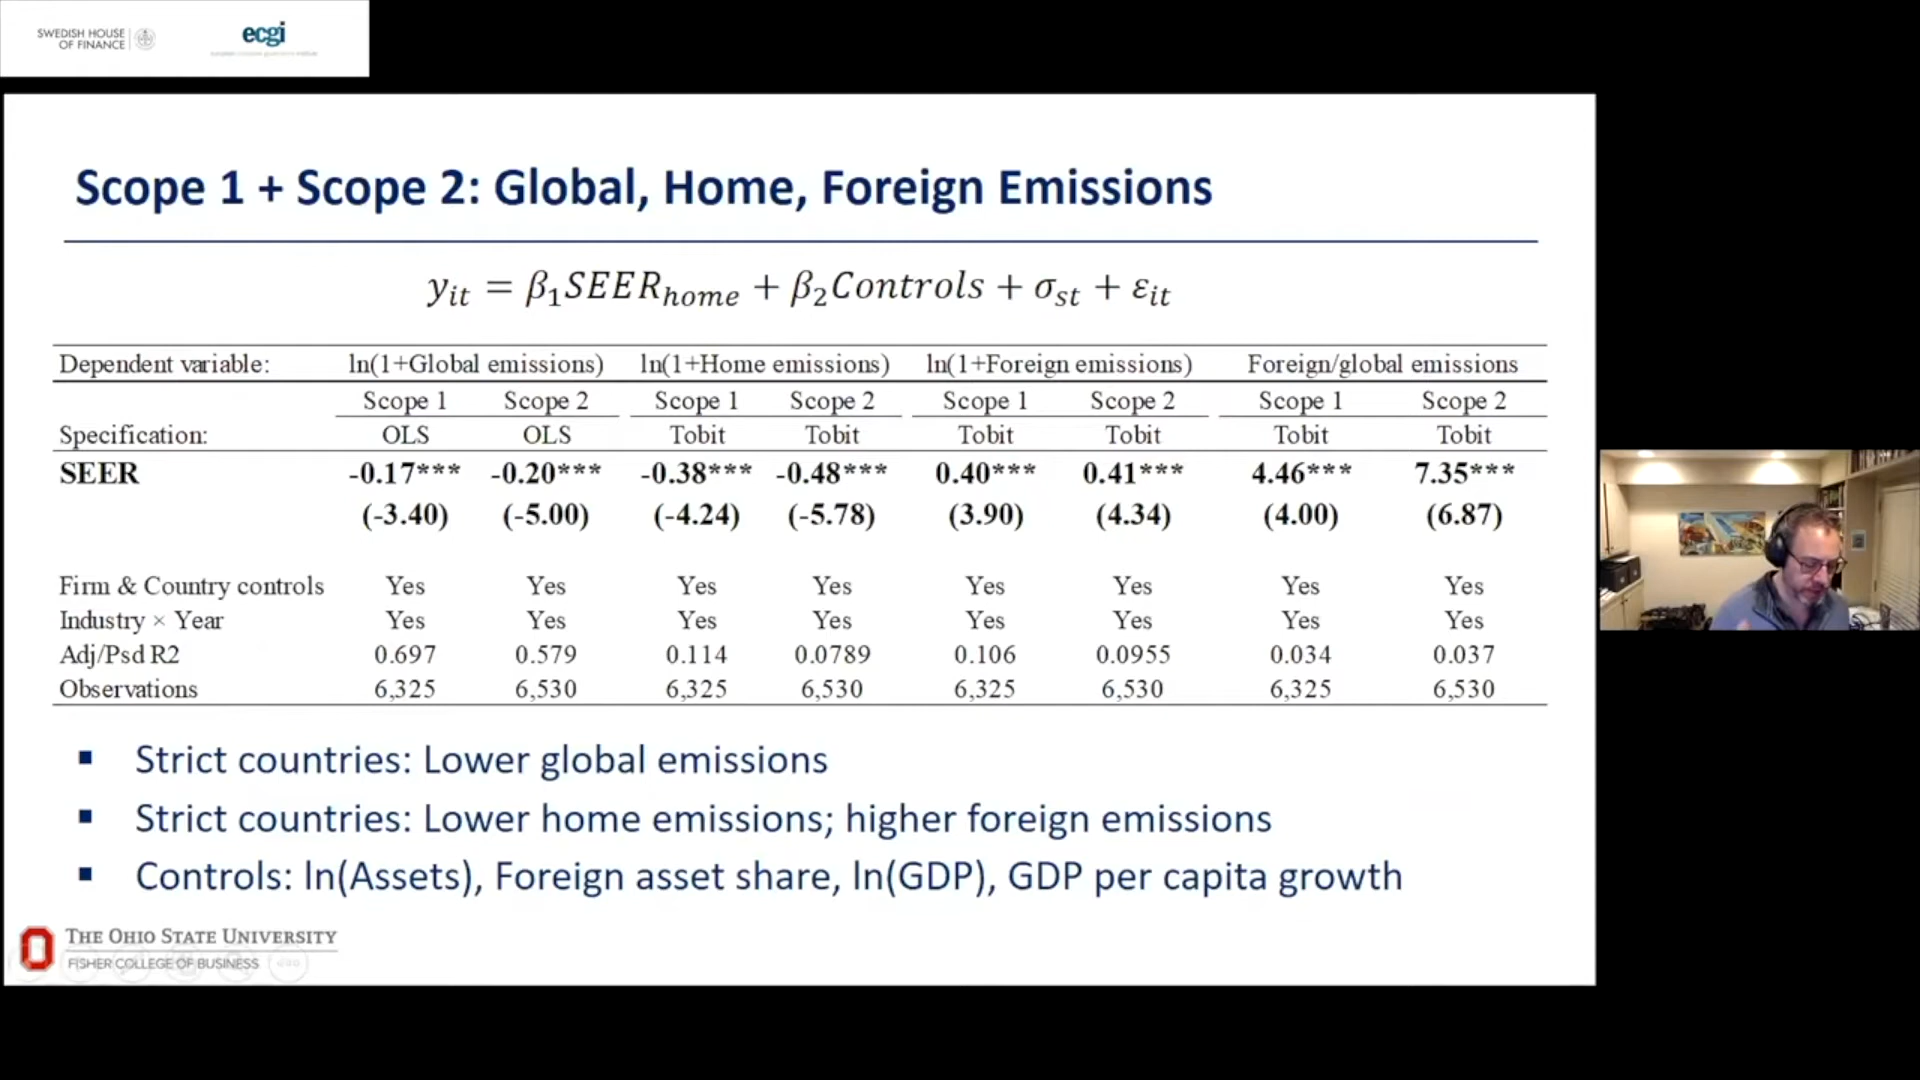 SWEDISH HOUSE
OF FINANCE
ecgi
Scope 1 + Scope 2: Global, Home, Foreign Emissions
y_it = β_1SEER_home + β_2Controls + σ_st + ε_it
Dependent variable: ln(1+Global emissions) ln(1+Home emissions) ln(1+Foreign emissions) Foreign/global emissions
Scope 1 Scope 2 Scope 1 Scope 2 Scope 1 Scope 2 Scope 1 Scope 2
Specification: OLS OLS Tobit Tobit Tobit Tobit Tobit Tobit
SEER -0.17*** -0.20*** -0.38*** -0.48*** 0.40*** 0.41*** 4.46*** 7.35***
(-3.40) (-5.00) (-4.24) (-5.78) (3.90) (4.34) (4.00) (6.87)
Firm & Country controls Yes Yes Yes Yes Yes Yes Yes Yes
Industry × Year Yes Yes Yes Yes Yes Yes Yes Yes
Adj/Psd R2 0.697 0.579 0.114 0.0789 0.106 0.0955 0.034 0.037
Observations 6,325 6,530 6,325 6,530 6,325 6,530 6,325 6,530
▪ Strict countries: Lower global emissions
▪ Strict countries: Lower home emissions; higher foreign emissions
▪ Controls: ln(Assets), Foreign asset share, ln(GDP), GDP per capita growth
THE OHIO STATE UNIVERSITY
FISHER COLLEGE OF BUSINESS